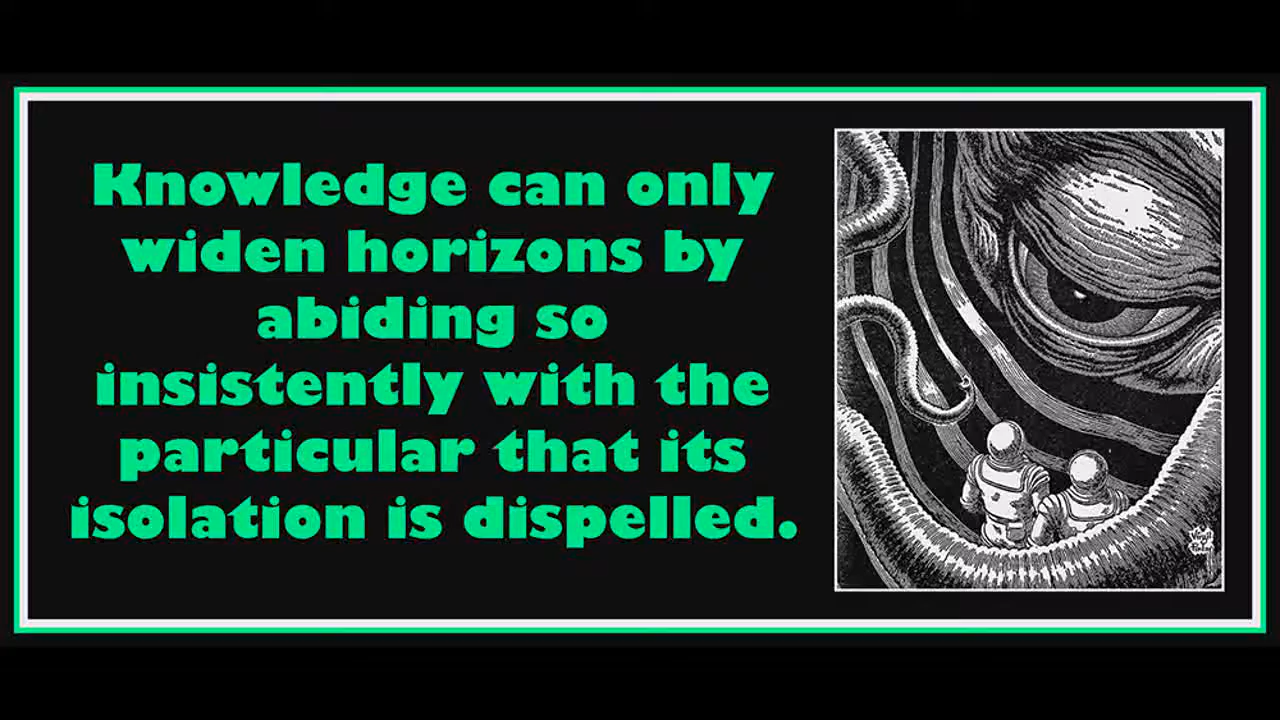 Knowledge can only
widen horizons by
abiding so
insistently with the
particular that its
isolation is dispelled.